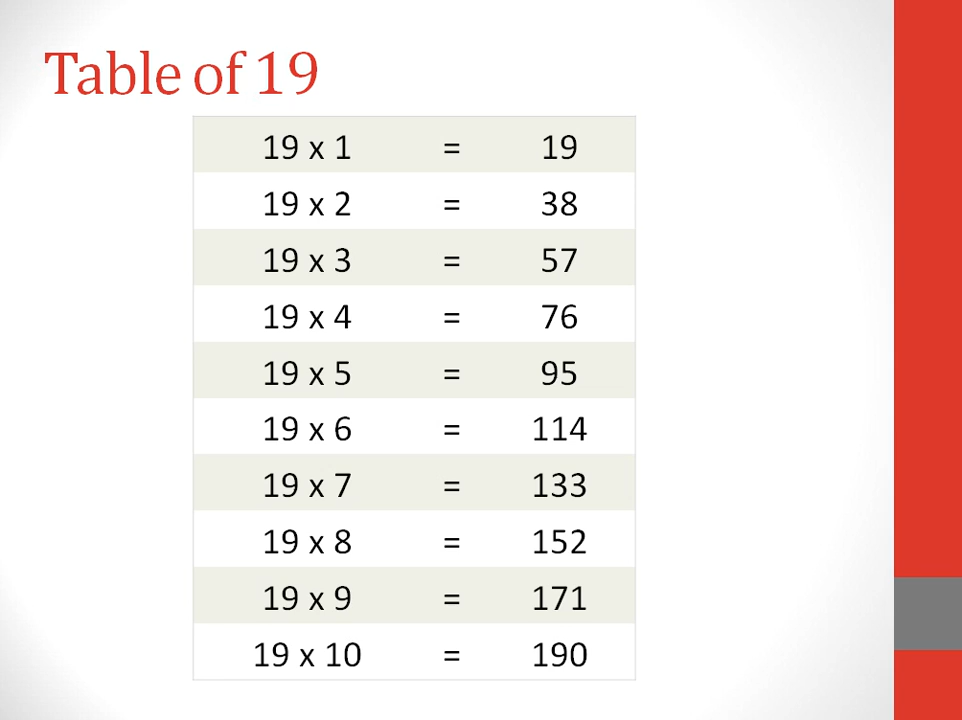 Table of 19
19 x 1 = 19
19 x 2 = 38
19 x 3 = 57
19 x 4 = 76
19 x 5 = 95
19 x 6 = 114
19 x 7 = 133
19 x 8 = 152
19 x 9 = 171
19 x 10 = 190